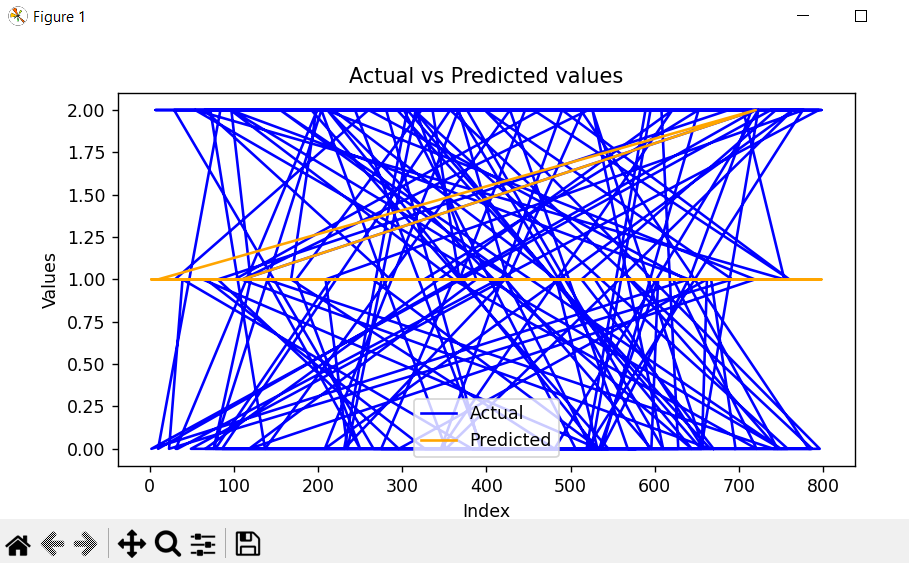 Figure 1
Actual vs Predicted values
2.00
1.75
1.50
1.25
1.00
0.75
0.50
0.25
0.00
Values
Actual
Predicted
0 100 200 300 400 500 600 700 800
Index